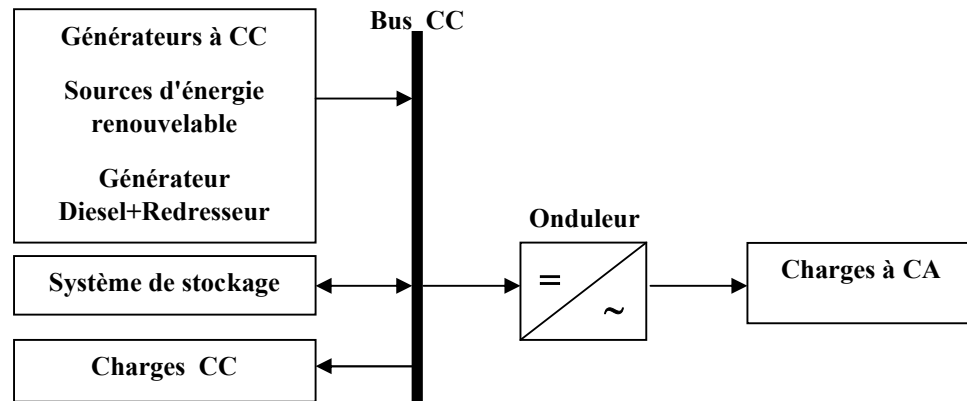 Bus CC
Générateurs à CC
Sources d'énergie
renouvelable
Générateur
Diesel+Redresseur
Onduleur
=
~
Charges à CA
Système de stockage
Charges CC